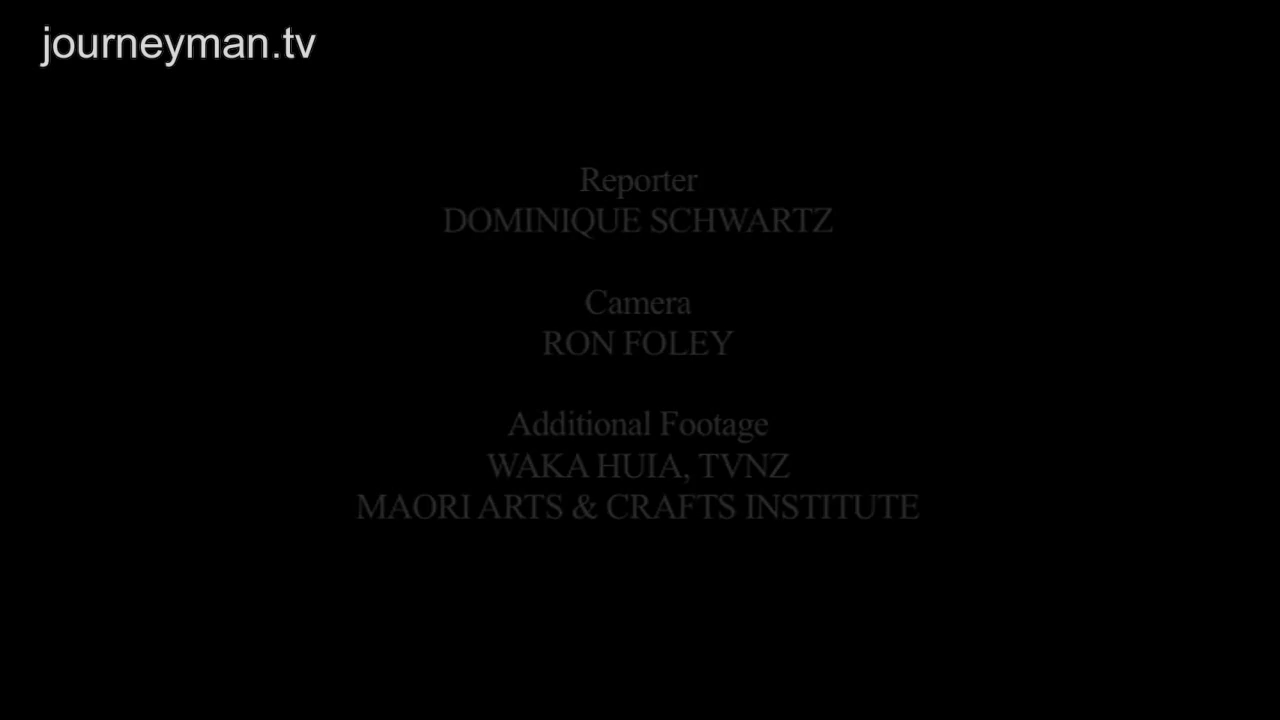 journeyman.tv
Reporter
DOMINIQUE SCHWARTZ
Camera
RON FOLEY
Additional Footage
WAKA HUIA, TVNZ
MAORI ARTS & CRAFTS INSTITUTE